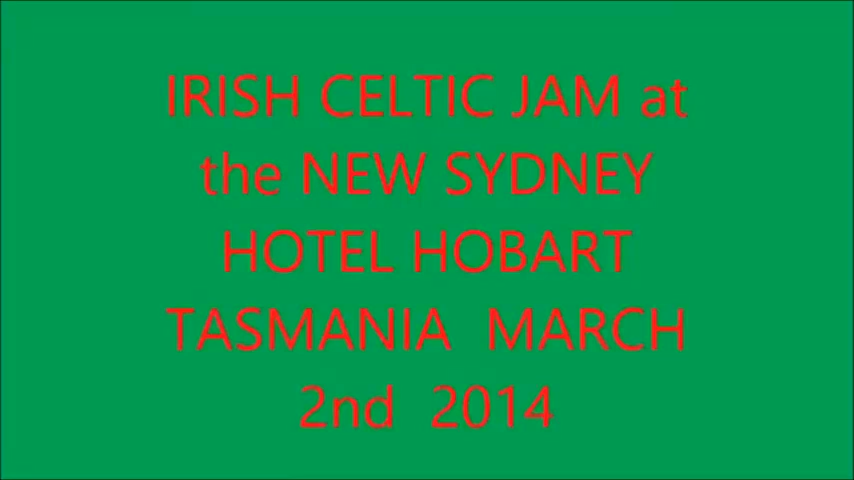 IRISH CELTIC JAM at
the NEW SYDNEY
HOTEL HOBART
TASMANIA  MARCH
2nd  2014